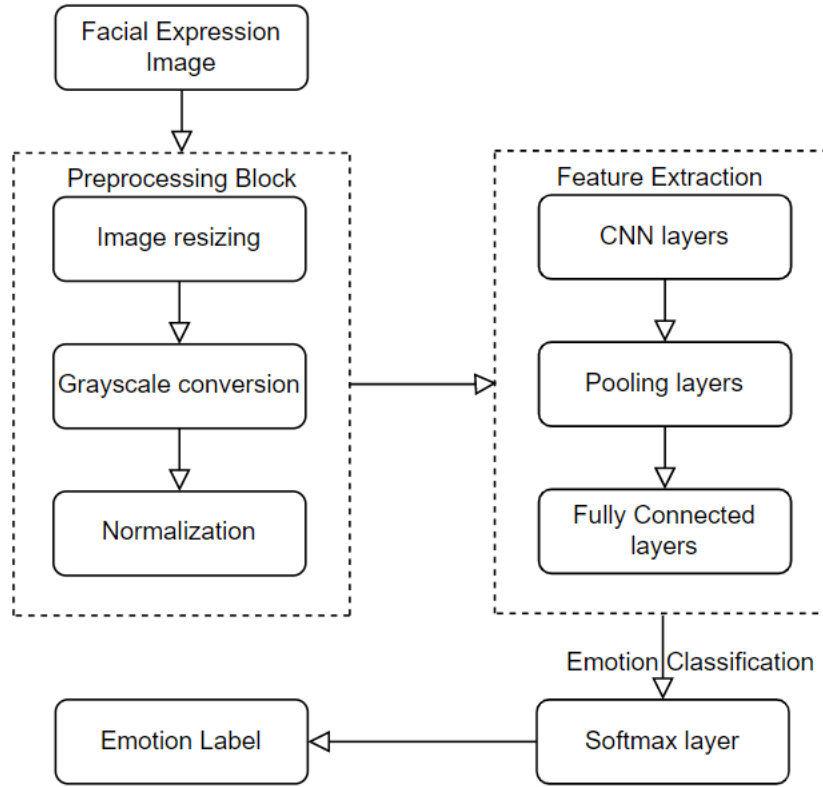 Facial Expression
Image
Preprocessing Block
Image resizing
Grayscale conversion
Normalization
Feature Extraction
CNN layers
Pooling layers
Fully Connected
layers
Emotion Classification
Softmax layer
Emotion Label